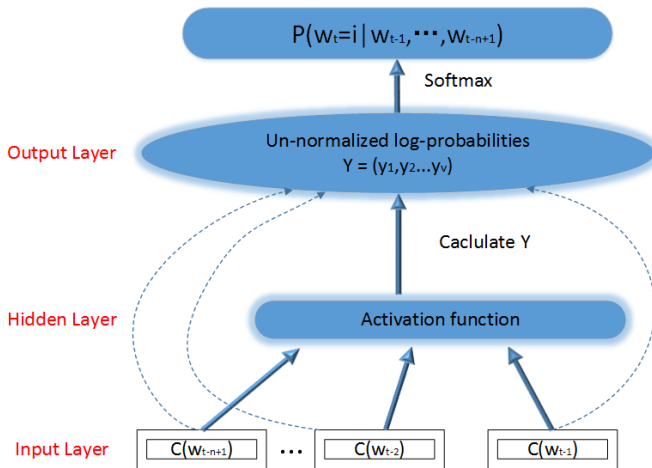 P(wt=i|wt-1,···,wt-n+1)
Softmax
Output Layer
Un-normalized log-probabilities
Y = (y1,y2...yv)
Caclulate Y
Hidden Layer
Activation function
Input Layer
C(wt-n+1) ··· C(wt-2) C(wt-1)